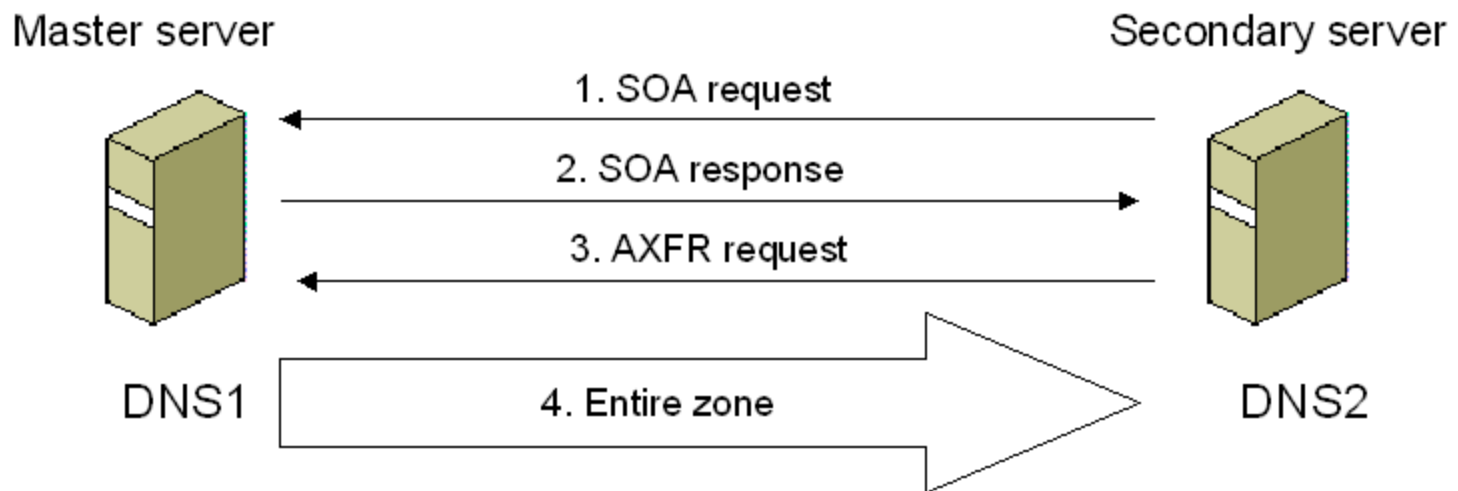 Master server
Secondary server
1. SOA request
2. SOA response
3. AXFR request
4. Entire zone
DNS1
DNS2